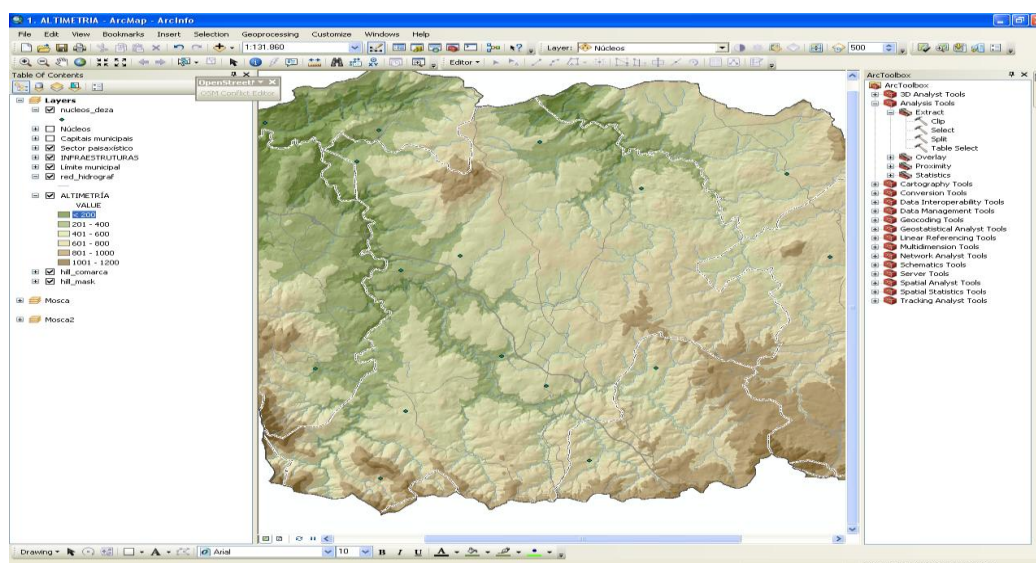 1. ALTIMETRIA - ArcMap - ArcInfo
File Edit View Bookmarks Insert Selection Geoprocessing Customize Windows Help
1:131.860
Layer: Núcleos
500
Editor
Table Of Contents
OpenStreetM
OSM Conflict Editor
Layers
nucleos_deza
Núcleos
Capitais municipais
Sector paisaxístico
INFRAESTRUTURAS
Límite municipal
red_hidrograf
ALTIMETRÍA
VALUE
< 200
201 - 400
401 - 600
601 - 800
801 - 1000
1001 - 1200
hill_comarca
hill_mask
Mosca
Mosca2
ArcToolbox
ArcToolbox
3D Analyst Tools
Analysis Tools
Extract
Clip
Select
Split
Table Select
Overlay
Proximity
Statistics
Cartography Tools
Conversion Tools
Data Interoperability Tools
Data Management Tools
Geocoding Tools
Geostatistical Analyst Tools
Linear Referencing Tools
Multidimension Tools
Network Analyst Tools
Schematics Tools
Server Tools
Spatial Analyst Tools
Spatial Statistics Tools
Tracking Analyst Tools
Drawing A Arial 10 B I U A